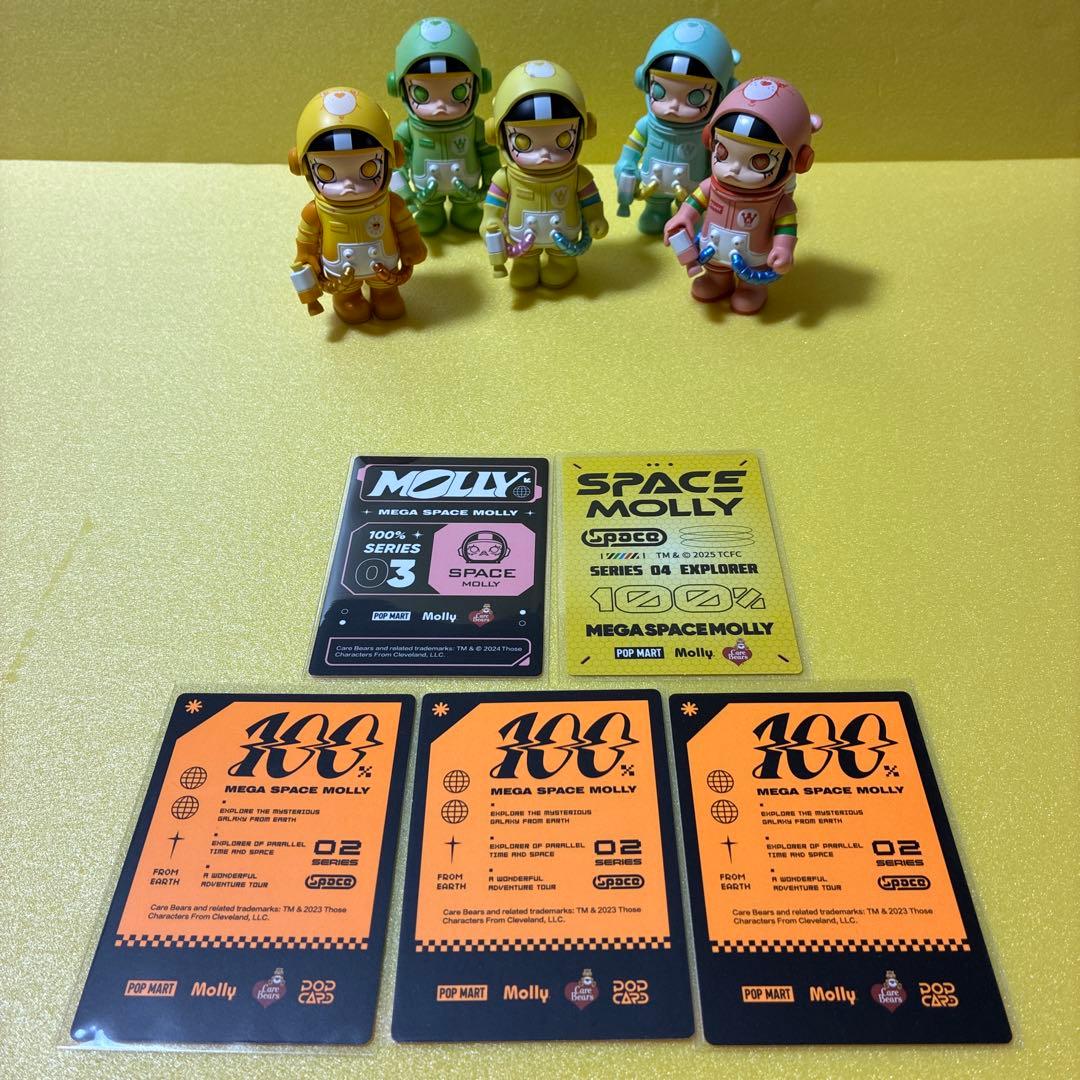 MOLLY
MEGA SPACE MOLLY
100%
SERIES
03
SPACE
MOLLY
POP MART
Molly
Care
Bears
Care Bears and related trademarks: TM & © 2024 Those
Characters From Cleveland, LLC.
SPACE
MOLLY
Space
TM & © 2025 TCFC
SERIES 04 EXPLORER
100%
MEGASPACEMOLLY
POP MART
Molly
Care
Bears
100%
MEGA SPACE MOLLY
EXPLORE THE MYSTERIOUS
GALAXY FROM EARTH
EXPLORER OF PARALLEL
TIME AND SPACE
02
SERIES
FROM
EARTH
A WONDERFUL
ADVENTURE TOUR
Space
Care Bears and related trademarks: TM & 2023 Those
Characters From Cleveland, LLC.
POP MART
Molly
Care
Bears
POP
CARD
100%
MEGA SPACE MOLLY
EXPLORE THE MYSTERIOUS
GALAXY FROM EARTH
EXPLORER OF PARALLEL
TIME AND SPACE
02
SERIES
FROM
EARTH
A WONDERFUL
ADVENTURE TOUR
Space
Care Bears and related trademarks: TM & 2023 Those
Characters From Cleveland, LLC.
POP MART
Molly
Care
Bears
POP
CARD
100%
MEGA SPACE MOLLY
EXPLORE THE MYSTERIOUS
GALAXY FROM EARTH
EXPLORER OF PARALLEL
TIME AND SPACE
02
SERIES
FROM
EARTH
A WONDERFUL
ADVENTURE TOUR
Space
Care Bears and related trademarks: TM & 2023 Those
Characters From Cleveland, LLC.
POP MART
Molly
Care
Bears
POP
CARD